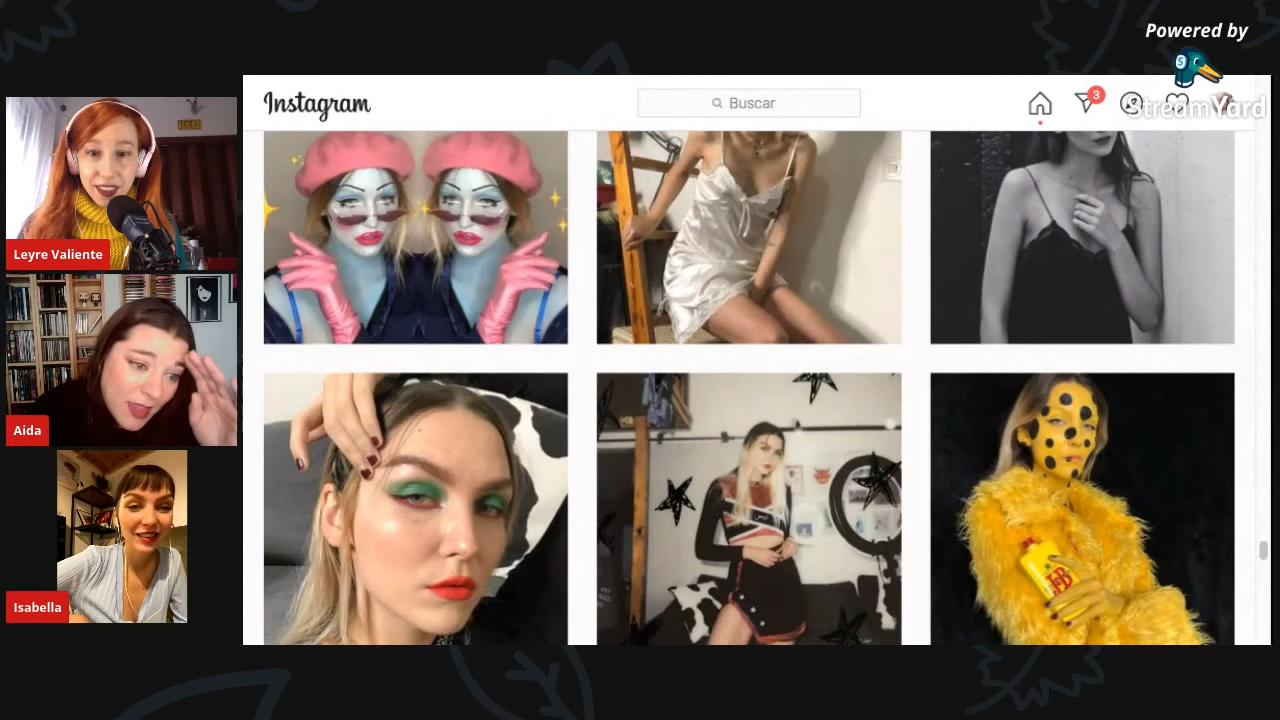 Powered by
StreamYard
Instagram
Buscar
3
Leyre Valiente
Aida
Isabella
J&B